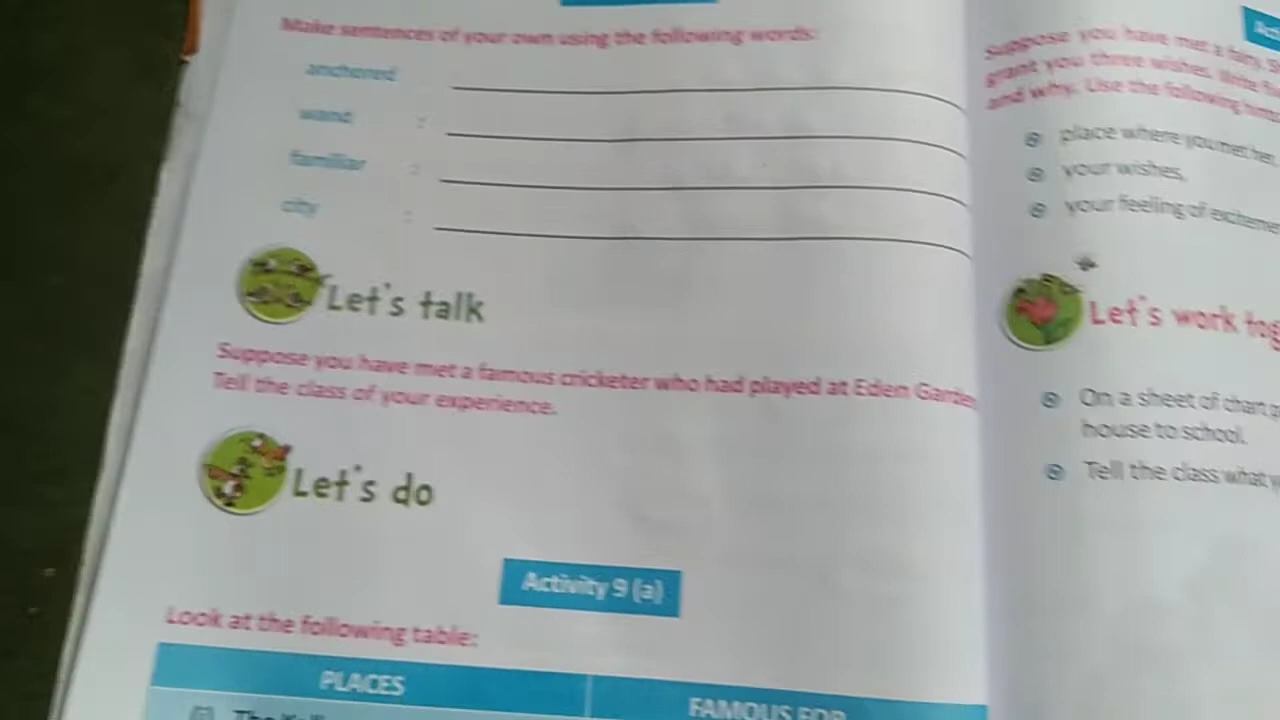 Make sentences of your own using the following words:
anchored
wand :
familiar :
city :
Let's talk
Suppose you have met a famous cricketer who had played at Eden
Tell the class of your experience.
Let's do
Activity 9 (a)
Look at the following table:
PLACES
FAMOUS FOR
(i) The
Suppose you have met a fairy.
grant you three wishes.
and why. Use the following
place where you met her,
your wishes,
your feeling of
Let's work
On a sheet of chart
house to school.
Tell the class what